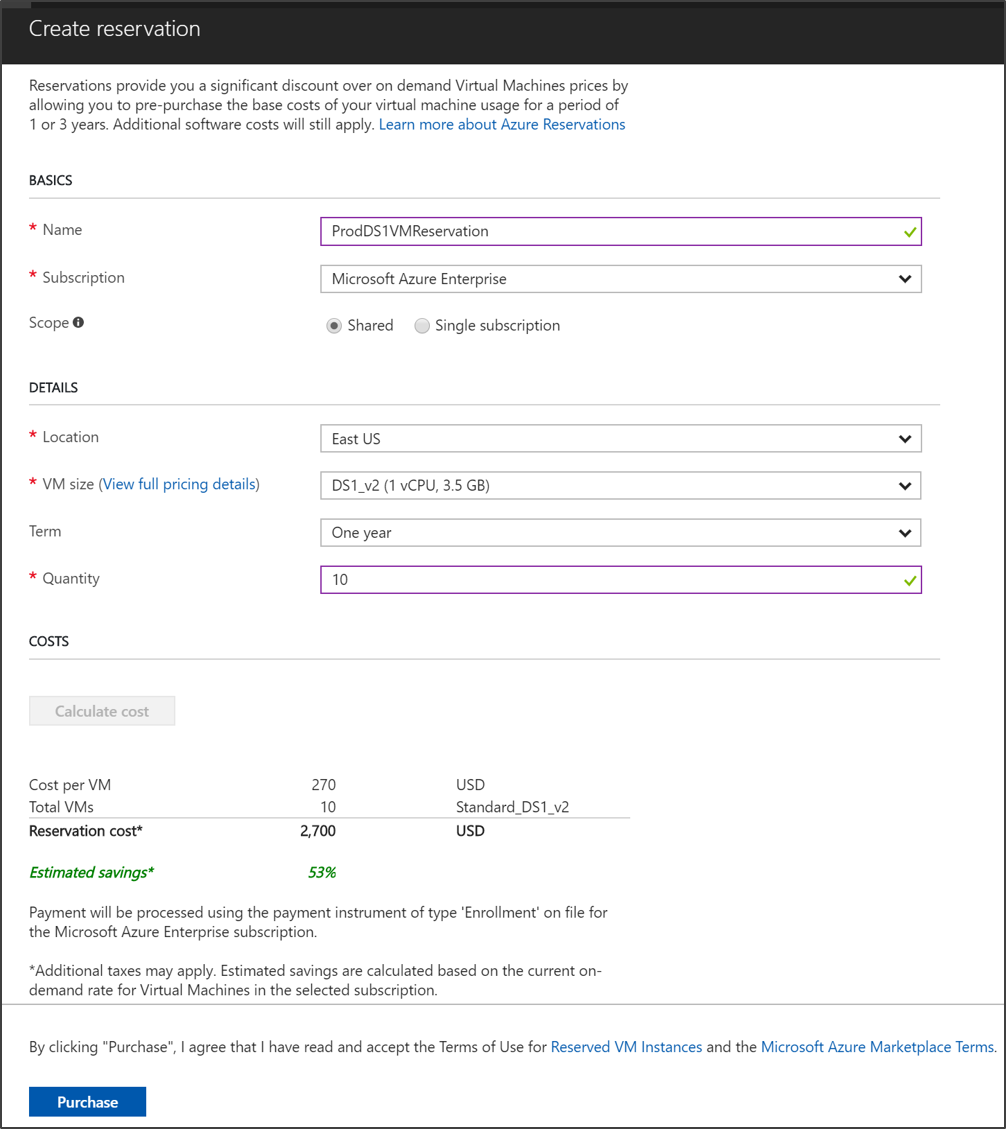 Create reservation
Reservations provide you a significant discount over on demand Virtual Machines prices by
allowing you to pre-purchase the base costs of your virtual machine usage for a period of
1 or 3 years. Additional software costs will still apply. Learn more about Azure Reservations
BASICS
* Name ProdDS1VMReservation
* Subscription Microsoft Azure Enterprise
Scope Shared Single subscription
DETAILS
* Location East US
* VM size (View full pricing details) DS1_v2 (1 vCPU, 3.5 GB)
Term One year
* Quantity 10
COSTS
Calculate cost
Cost per VM 270 USD
Total VMs 10 Standard_DS1_v2
Reservation cost* 2,700 USD
Estimated savings* 53%
Payment will be processed using the payment instrument of type 'Enrollment' on file for
the Microsoft Azure Enterprise subscription.
*Additional taxes may apply. Estimated savings are calculated based on the current on-
demand rate for Virtual Machines in the selected subscription.
By clicking "Purchase", I agree that I have read and accept the Terms of Use for Reserved VM Instances and the Microsoft Azure Marketplace Terms.
Purchase